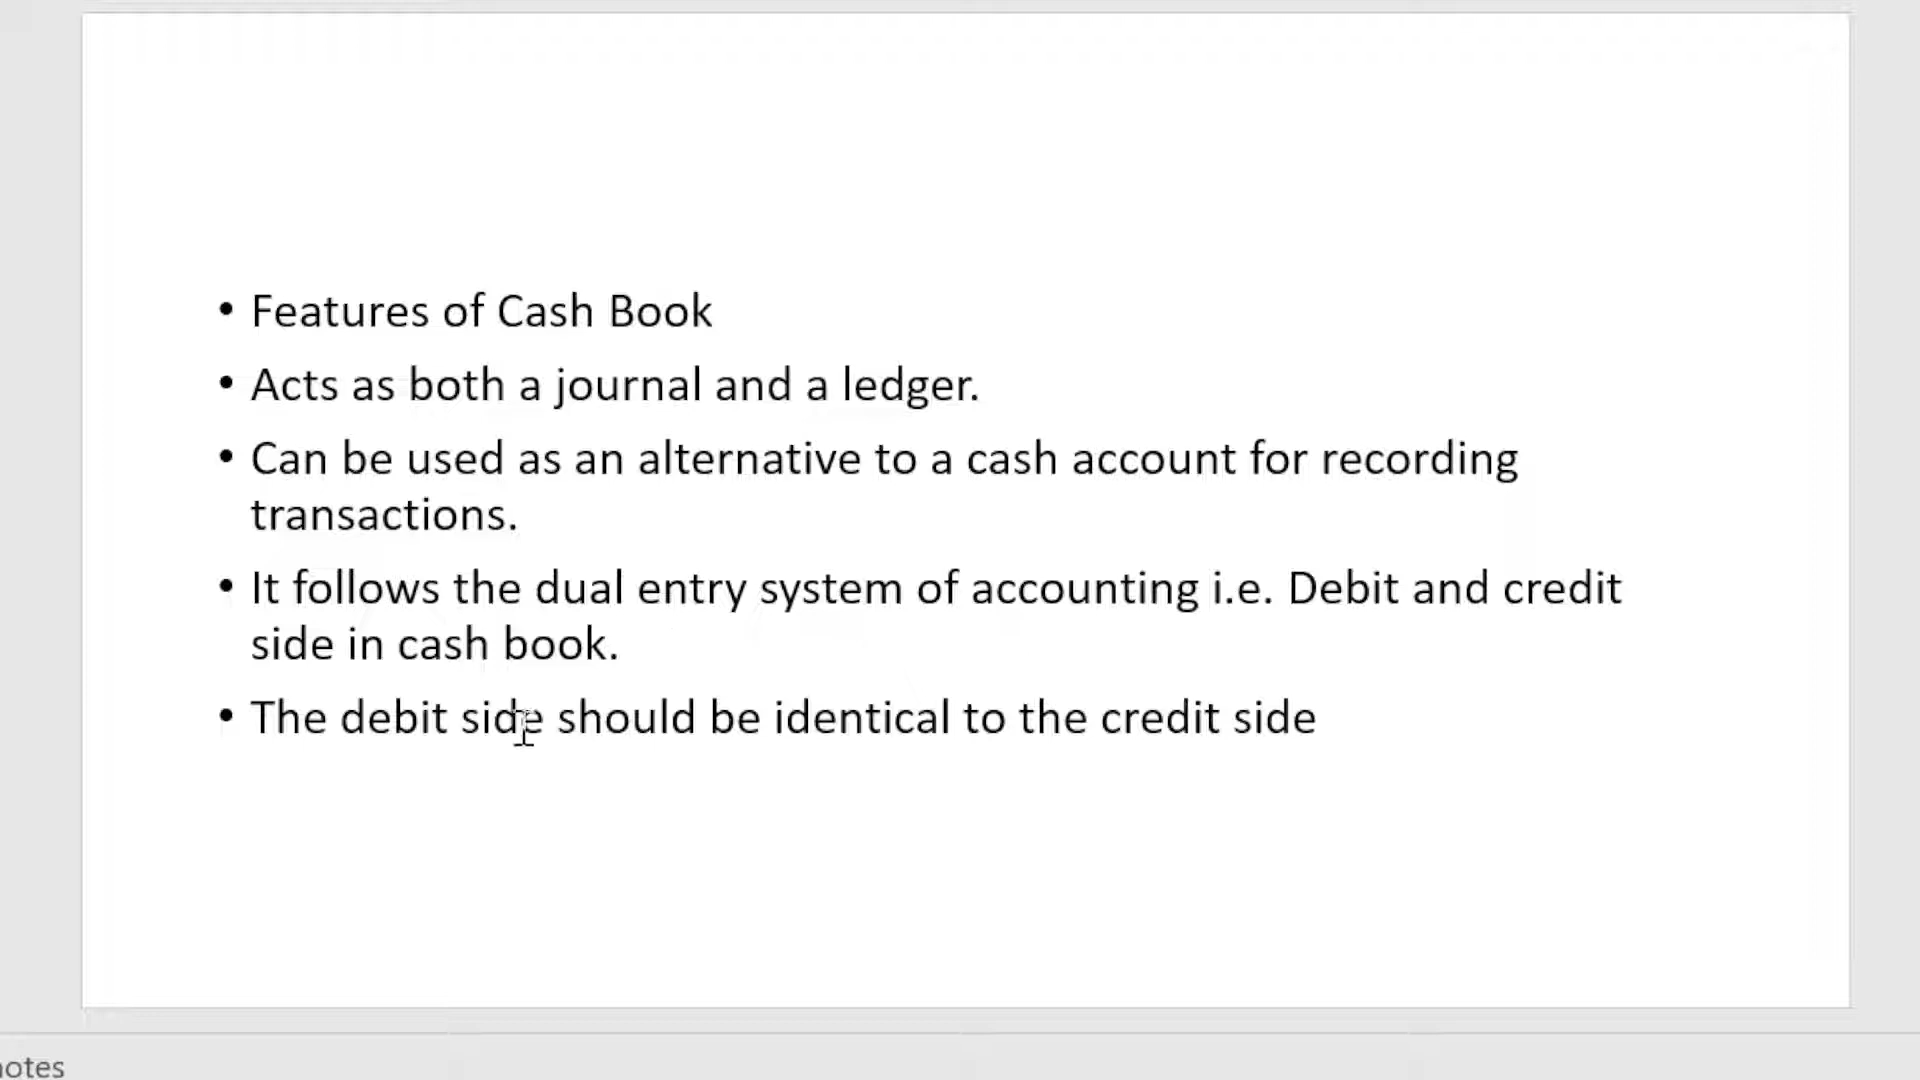 • Features of Cash Book
• Acts as both a journal and a ledger.
• Can be used as an alternative to a cash account for recording
transactions.
• It follows the dual entry system of accounting i.e. Debit and credit
side in cash book.
• The debit side should be identical to the credit side
notes